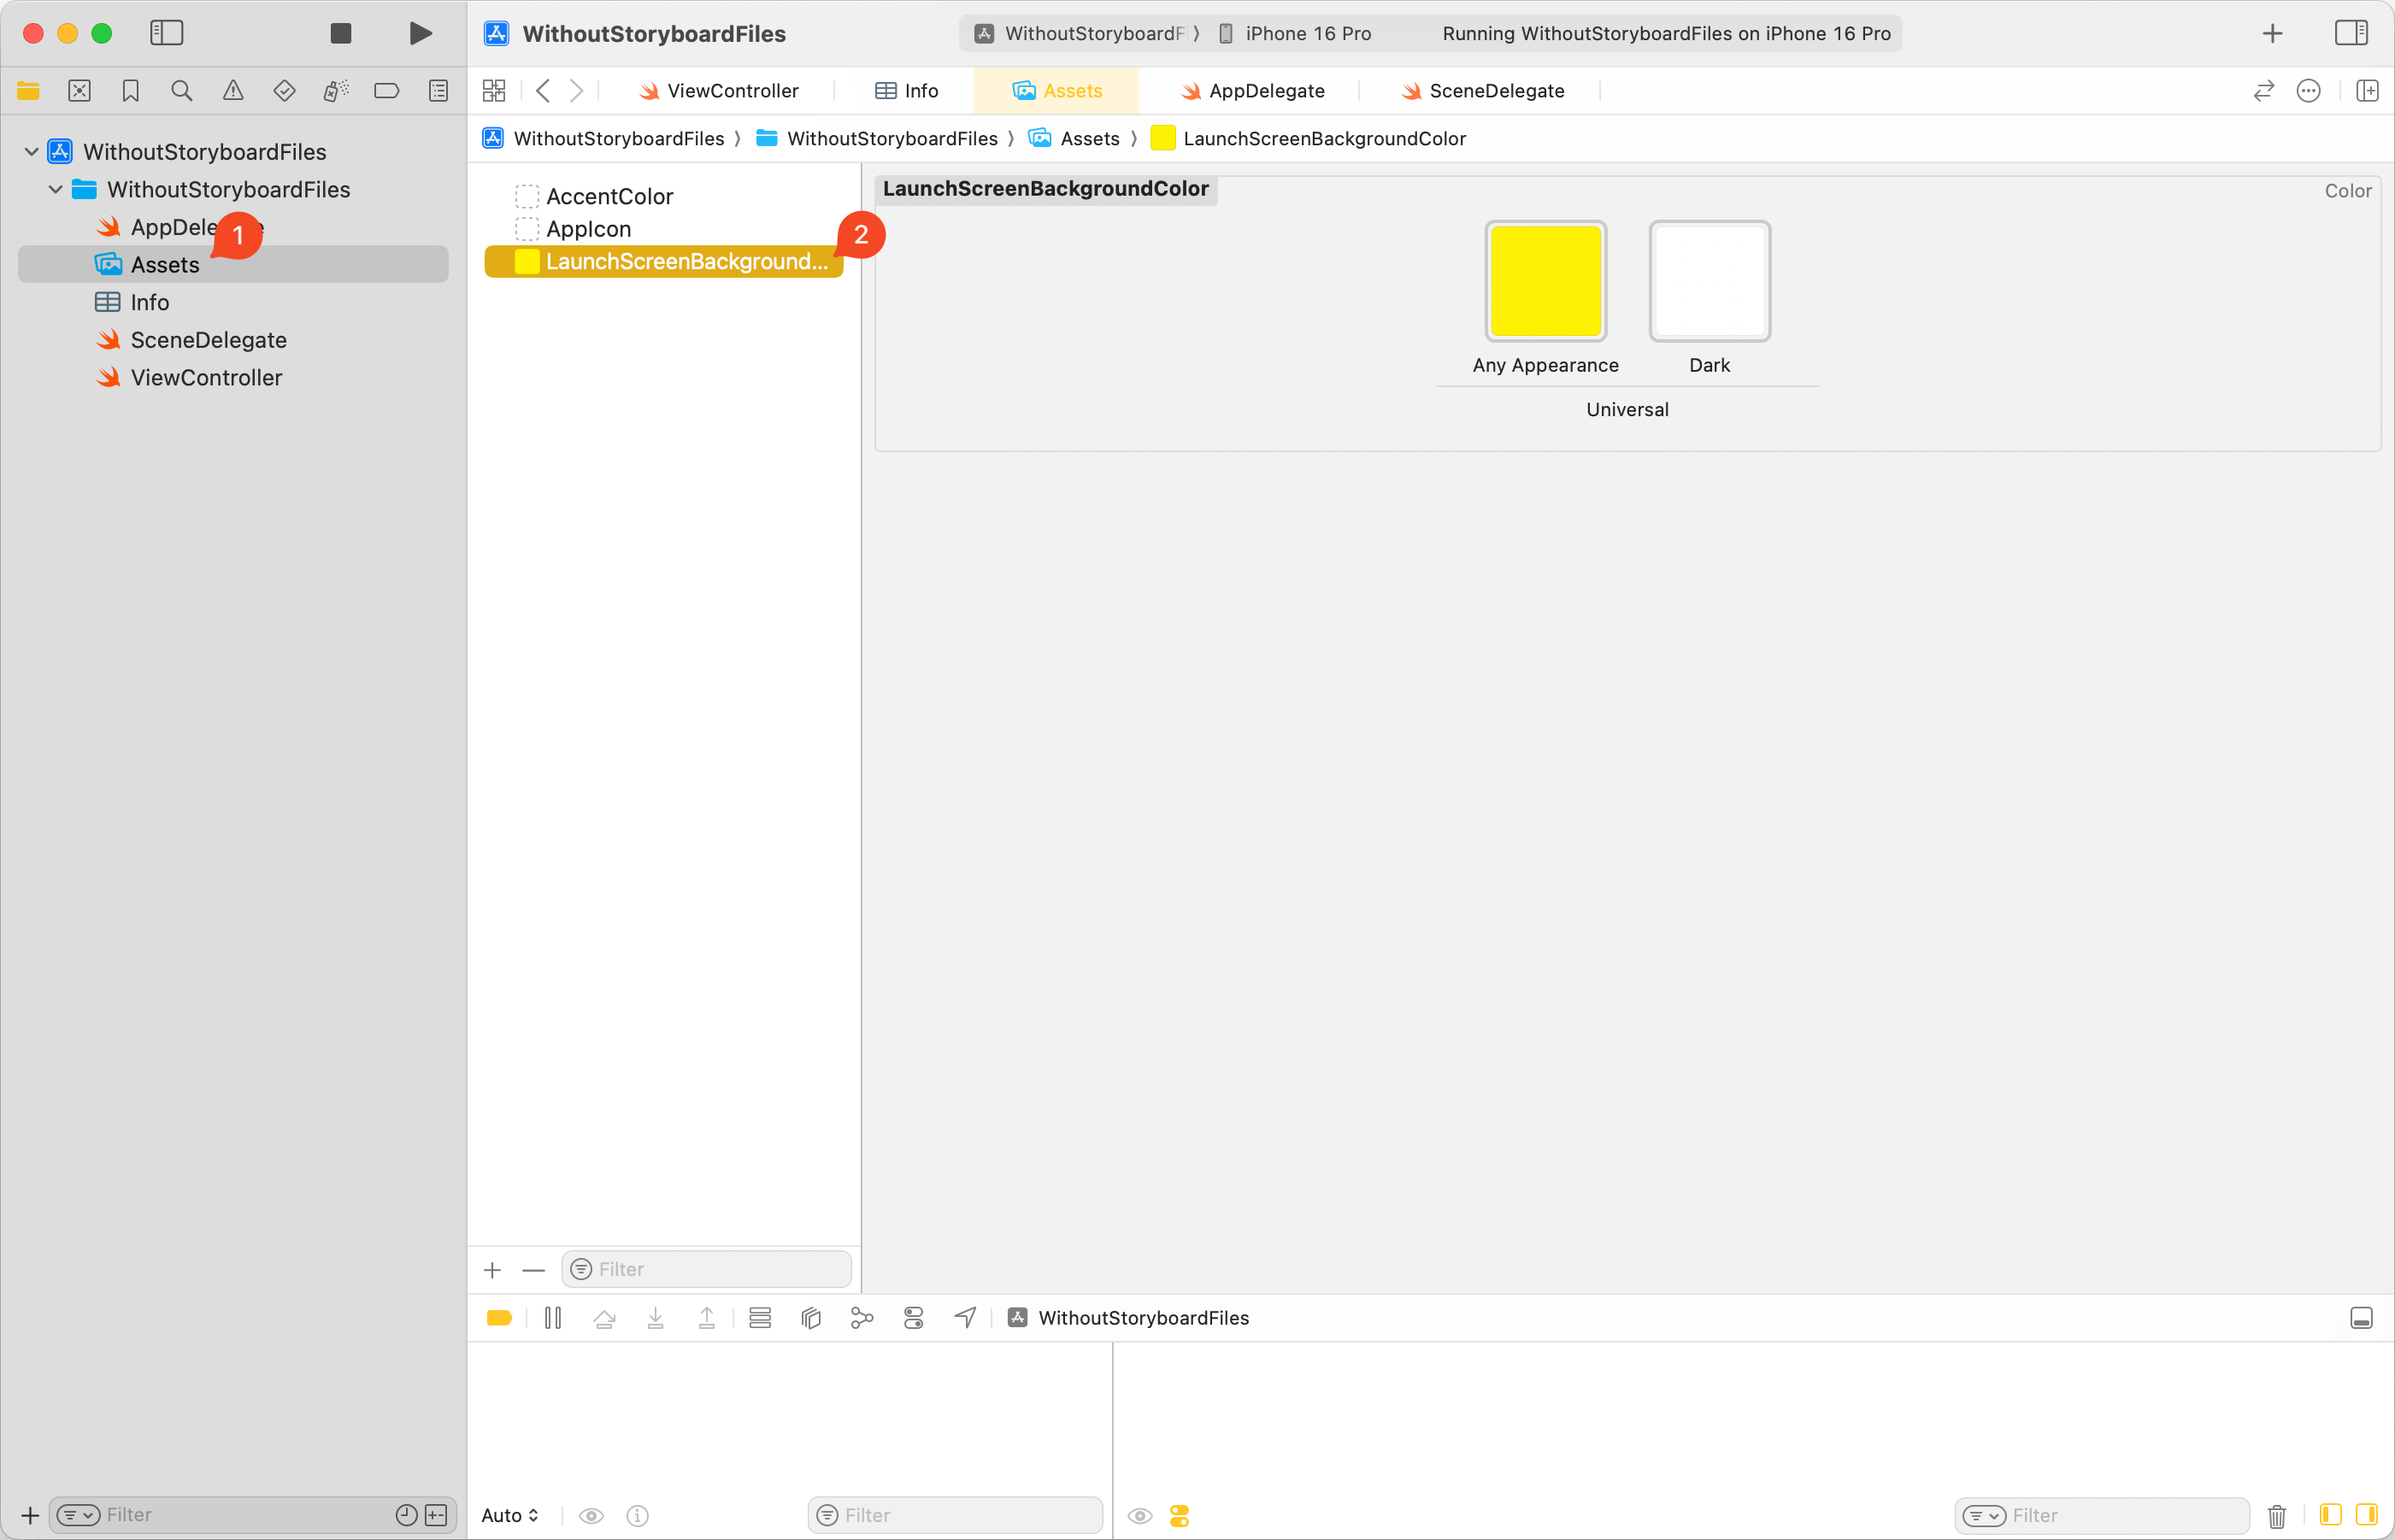 WithoutStoryboardFiles
WithoutStoryboardF
iPhone 16 Pro
Running WithoutStoryboardFiles on iPhone 16 Pro
ViewController
Info
Assets
AppDelegate
SceneDelegate
WithoutStoryboardFiles
WithoutStoryboardFiles
Assets
LaunchScreenBackgroundColor
WithoutStoryboardFiles
WithoutStoryboardFiles
AppDele e
1
Assets
Info
SceneDelegate
ViewController
AccentColor
AppIcon
LaunchScreenBackground...
2
LaunchScreenBackgroundColor
Color
Any Appearance
Dark
Universal
Filter
WithoutStoryboardFiles
Filter
Auto
Filter
Filter